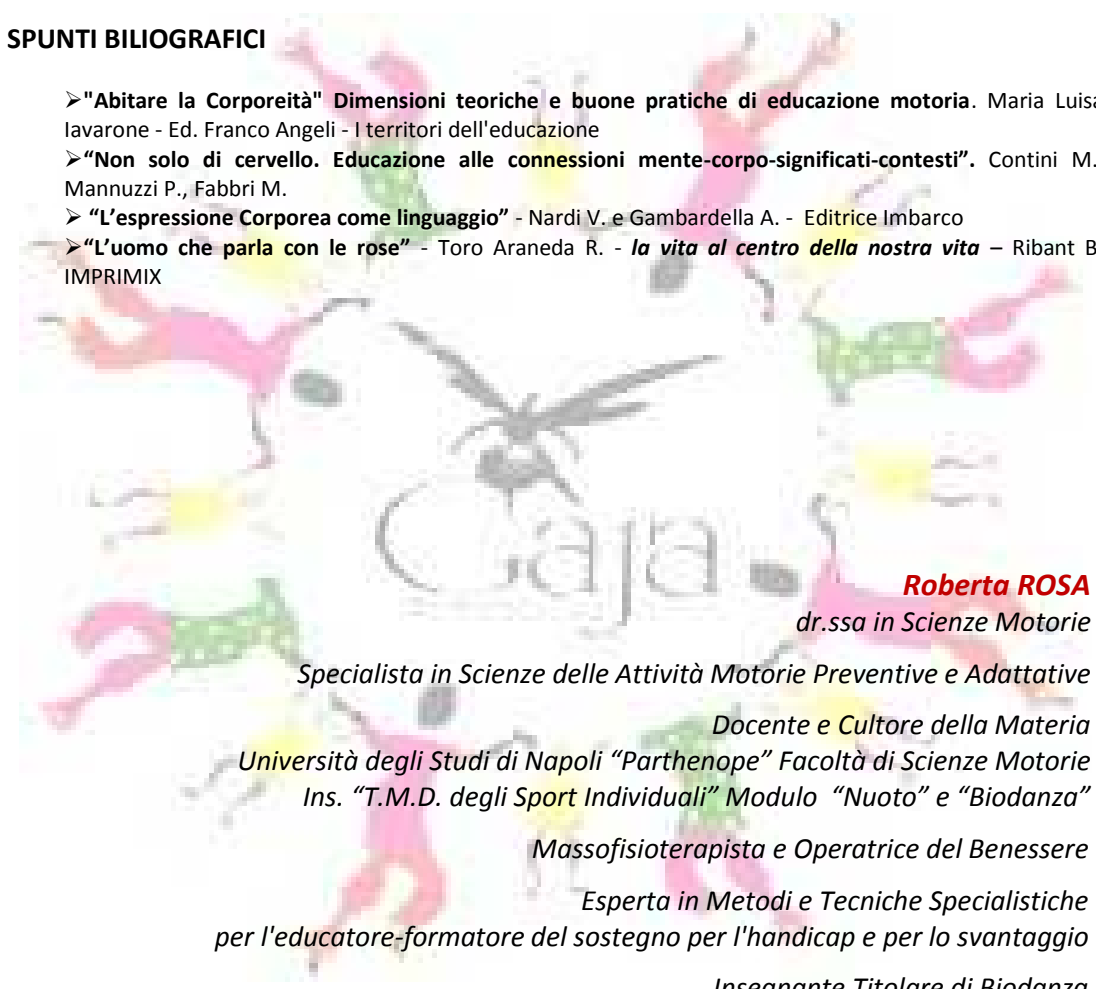 SPUNTI BILIOGRAFICI
➢"Abitare la Corporeità" Dimensioni teoriche e buone pratiche di educazione motoria. Maria Luisa
Iavarone - Ed. Franco Angeli - I territori dell'educazione
➢“Non solo di cervello. Educazione alle connessioni mente-corpo-significati-contesti”. Contini M.
Mannuzzi P., Fabbri M.
➢ “L’espressione Corporea come linguaggio” - Nardi V. e Gambardella A. - Editrice Imbarco
➢“L’uomo che parla con le rose” - Toro Araneda R. - la vita al centro della nostra vita – Ribant B
IMPRIMIX
Gaja
Roberta ROSA
dr.ssa in Scienze Motorie
Specialista in Scienze delle Attività Motorie Preventive e Adattative
Docente e Cultore della Materia
Università degli Studi di Napoli “Parthenope” Facoltà di Scienze Motorie
Ins. “T.M.D. degli Sport Individuali” Modulo “Nuoto” e “Biodanza”
Massofisioterapista e Operatrice del Benessere
Esperta in Metodi e Tecniche Specialistiche
per l'educatore-formatore del sostegno per l'handicap e per lo svantaggio
Insegnante Titolare di Biodanza